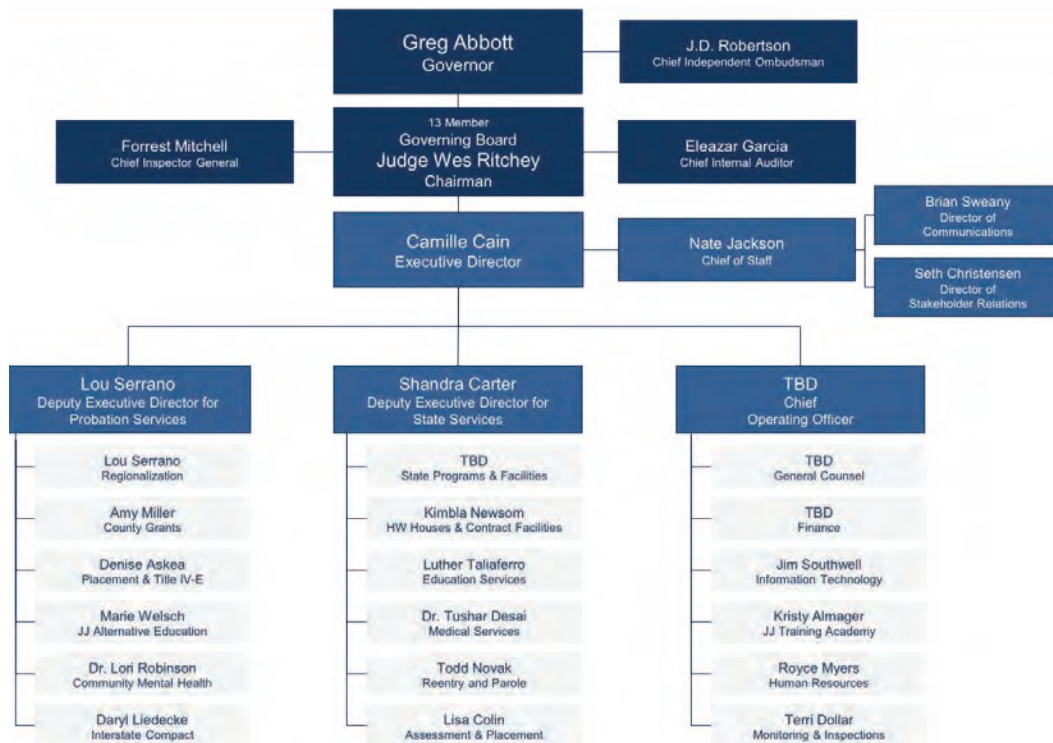 Greg Abbott
Governor
J.D. Robertson
Chief Independent Ombudsman
Forrest Mitchell
Chief Inspector General
13 Member
Governing Board
Judge Wes Ritchey
Chairman
Eleazar Garcia
Chief Internal Auditor
Camille Cain
Executive Director
Nate Jackson
Chief of Staff
Brian Sweany
Director of
Communications
Seth Christensen
Director of
Stakeholder Relations
Lou Serrano
Deputy Executive Director for
Probation Services
Lou Serrano
Regionalization
Amy Miller
County Grants
Denise Askea
Placement & Title IV-E
Marie Welsch
JJ Alternative Education
Dr. Lori Robinson
Community Mental Health
Daryl Liedecke
Interstate Compact
Shandra Carter
Deputy Executive Director for
State Services
TBD
State Programs & Facilities
Kimbla Newsom
HW Houses & Contract Facilities
Luther Taliaferro
Education Services
Dr. Tushar Desai
Medical Services
Todd Novak
Reentry and Parole
Lisa Colin
Assessment & Placement
TBD
Chief
Operating Officer
TBD
General Counsel
TBD
Finance
Jim Southwell
Information Technology
Kristy Almager
JJ Training Academy
Royce Myers
Human Resources
Terri Dollar
Monitoring & Inspections